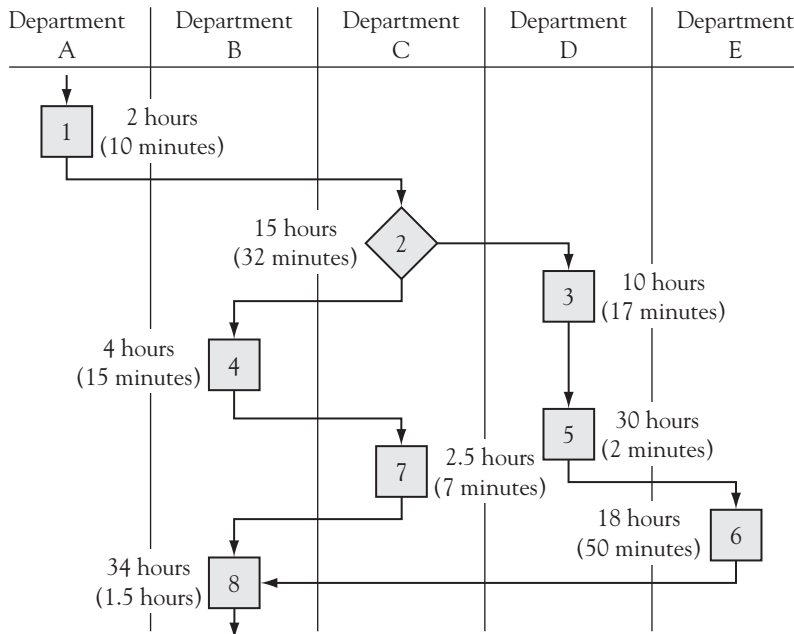 Department
A
Department
B
Department
C
Department
D
Department
E
1
2 hours
(10 minutes)
15 hours
(32 minutes)
2
3
10 hours
(17 minutes)
4 hours
(15 minutes)
4
5
30 hours
(2 minutes)
7
2.5 hours
(7 minutes)
18 hours
(50 minutes)
6
34 hours
(1.5 hours)
8